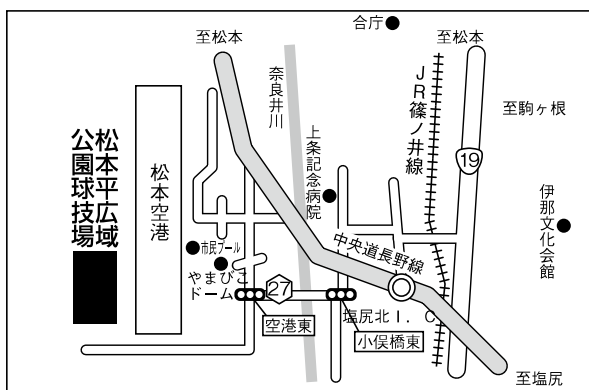 合庁
至松本
至松本
奈良井川
JR篠ノ井線
至駒ヶ根
19
上条記念病院
松本平広域
公園球技場
松本空港
伊那文化会館
市民プール
やまびこ
ドーム
中央道長野線
27
空港東
塩尻北I.C
小俣橋東
至塩尻